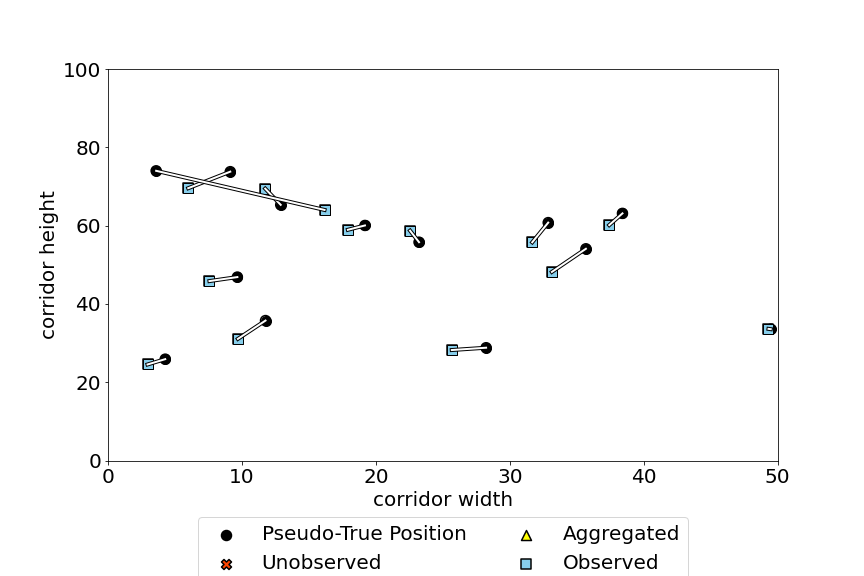 100
80
60
40
20
0
corridor height
0 10 20 30 40 50
corridor width
Pseudo-True Position Aggregated
Unobserved Observed